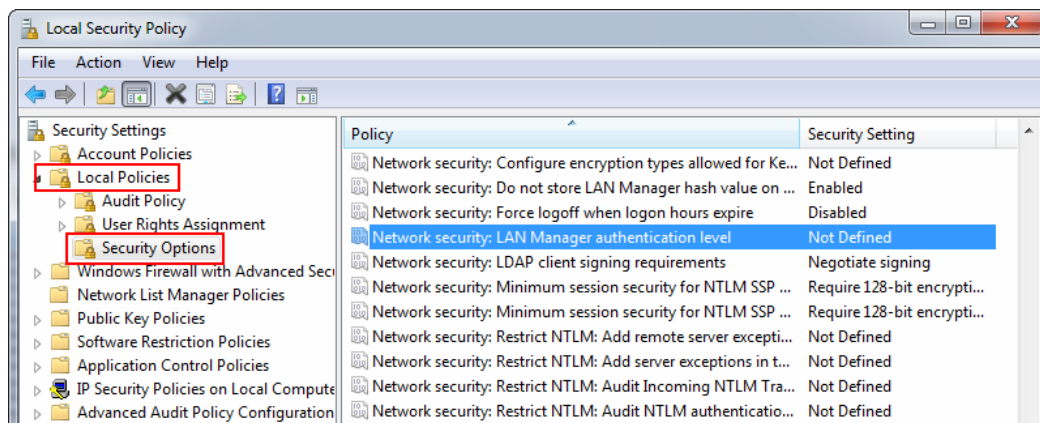 Local Security Policy
File Action View Help
Security Settings
Account Policies
Local Policies
Audit Policy
User Rights Assignment
Security Options
Windows Firewall with Advanced Secu
Network List Manager Policies
Public Key Policies
Software Restriction Policies
Application Control Policies
IP Security Policies on Local Compute
Advanced Audit Policy Configuration
Policy Security Setting
Network security: Configure encryption types allowed for Ke... Not Defined
Network security: Do not store LAN Manager hash value on ... Enabled
Network security: Force logoff when logon hours expire Disabled
Network security: LAN Manager authentication level Not Defined
Network security: LDAP client signing requirements Negotiate signing
Network security: Minimum session security for NTLM SSP ... Require 128-bit encrypti...
Network security: Minimum session security for NTLM SSP ... Require 128-bit encrypti...
Network security: Restrict NTLM: Add remote server excepti... Not Defined
Network security: Restrict NTLM: Add server exceptions in t... Not Defined
Network security: Restrict NTLM: Audit Incoming NTLM Tra... Not Defined
Network security: Restrict NTLM: Audit NTLM authenticatio... Not Defined